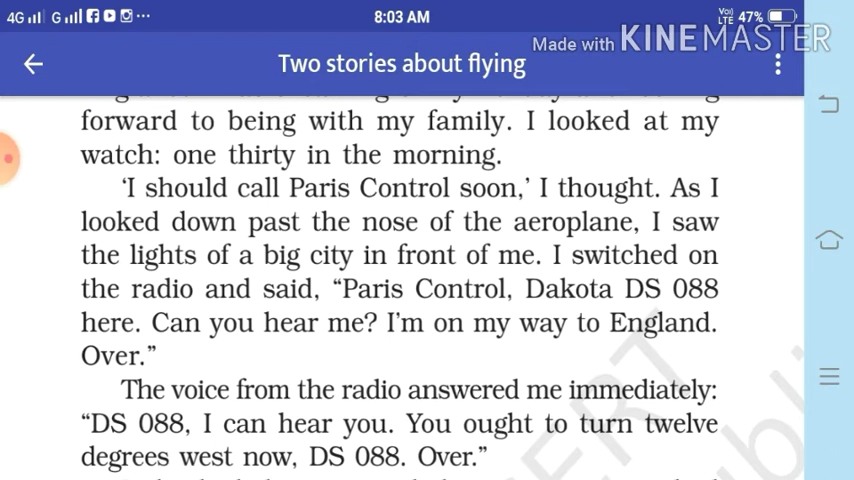 4G G 8:03 AM Voll LTE 47%
Made with KINEMASTER
Two stories about flying
forward to being with my family. I looked at my
watch: one thirty in the morning.
‘I should call Paris Control soon,’ I thought. As I
looked down past the nose of the aeroplane, I saw
the lights of a big city in front of me. I switched on
the radio and said, “Paris Control, Dakota DS 088
here. Can you hear me? I’m on my way to England.
Over.”
The voice from the radio answered me immediately:
“DS 088, I can hear you. You ought to turn twelve
degrees west now, DS 088. Over.”